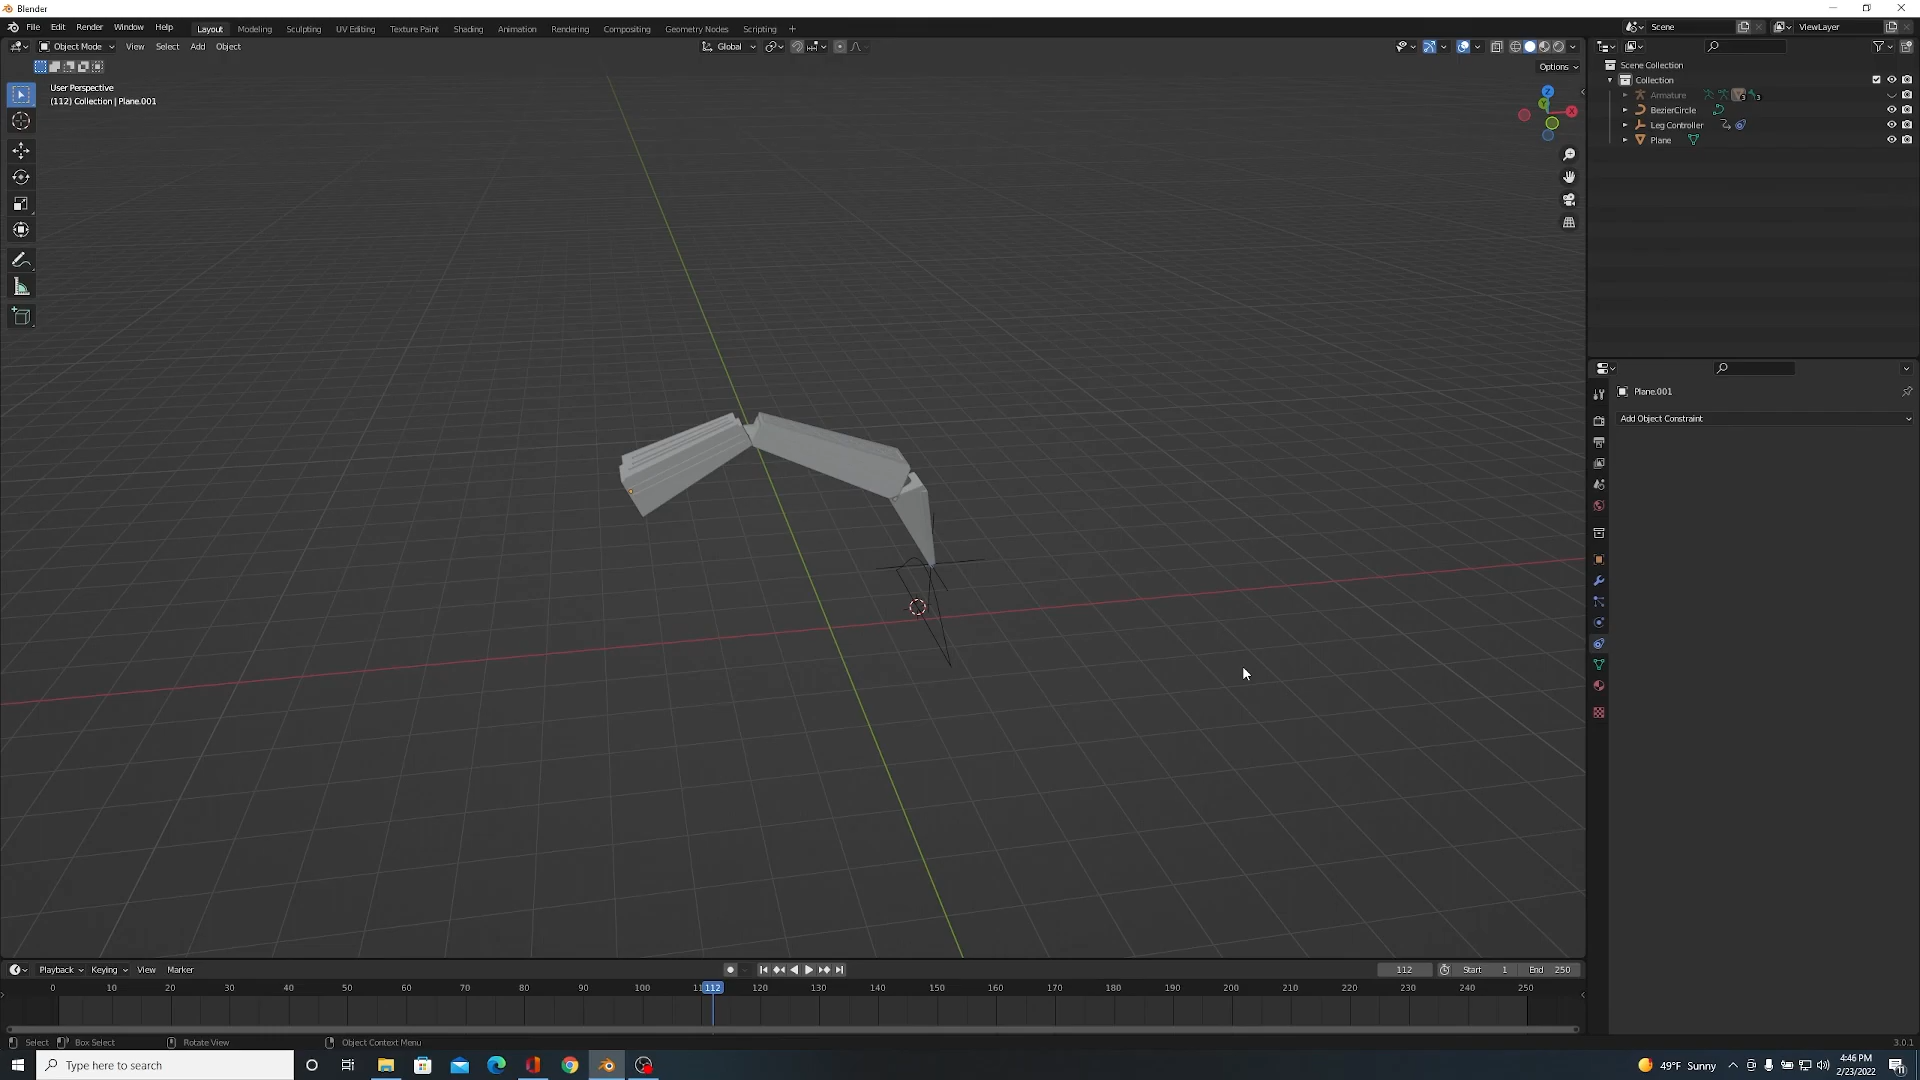 Blender
File Edit Render Window Help
Layout Modeling Sculpting UV Editing Texture Paint Shading Animation Rendering Compositing Geometry Nodes Scripting +
Scene
ViewLayer
Object Mode View Select Add Object
Global
Options
User Perspective
(112) Collection | Plane.001
Z
Y
X
Scene Collection
Collection
Armature 3 3
BezierCircle
Leg Controller
Plane
Plane.001
Add Object Constraint
Playback Keying View Marker
112 Start 1 End 250
0 10 20 30 40 50 60 70 80 90 100 11 112 120 130 140 150 160 170 180 190 200 210 220 230 240 250
Select Box Select Rotate View Object Context Menu
3.0.1
Type here to search
49°F Sunny
4:46 PM
2/23/2022
11